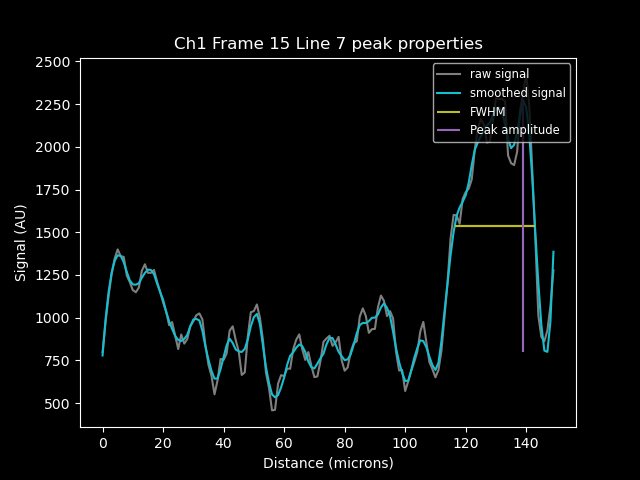 Ch1 Frame 15 Line 7 peak properties
raw signal
smoothed signal
FWHM
Peak amplitude
Signal (AU)
2500
2250
2000
1750
1500
1250
1000
750
500
0 20 40 60 80 100 120 140
Distance (microns)